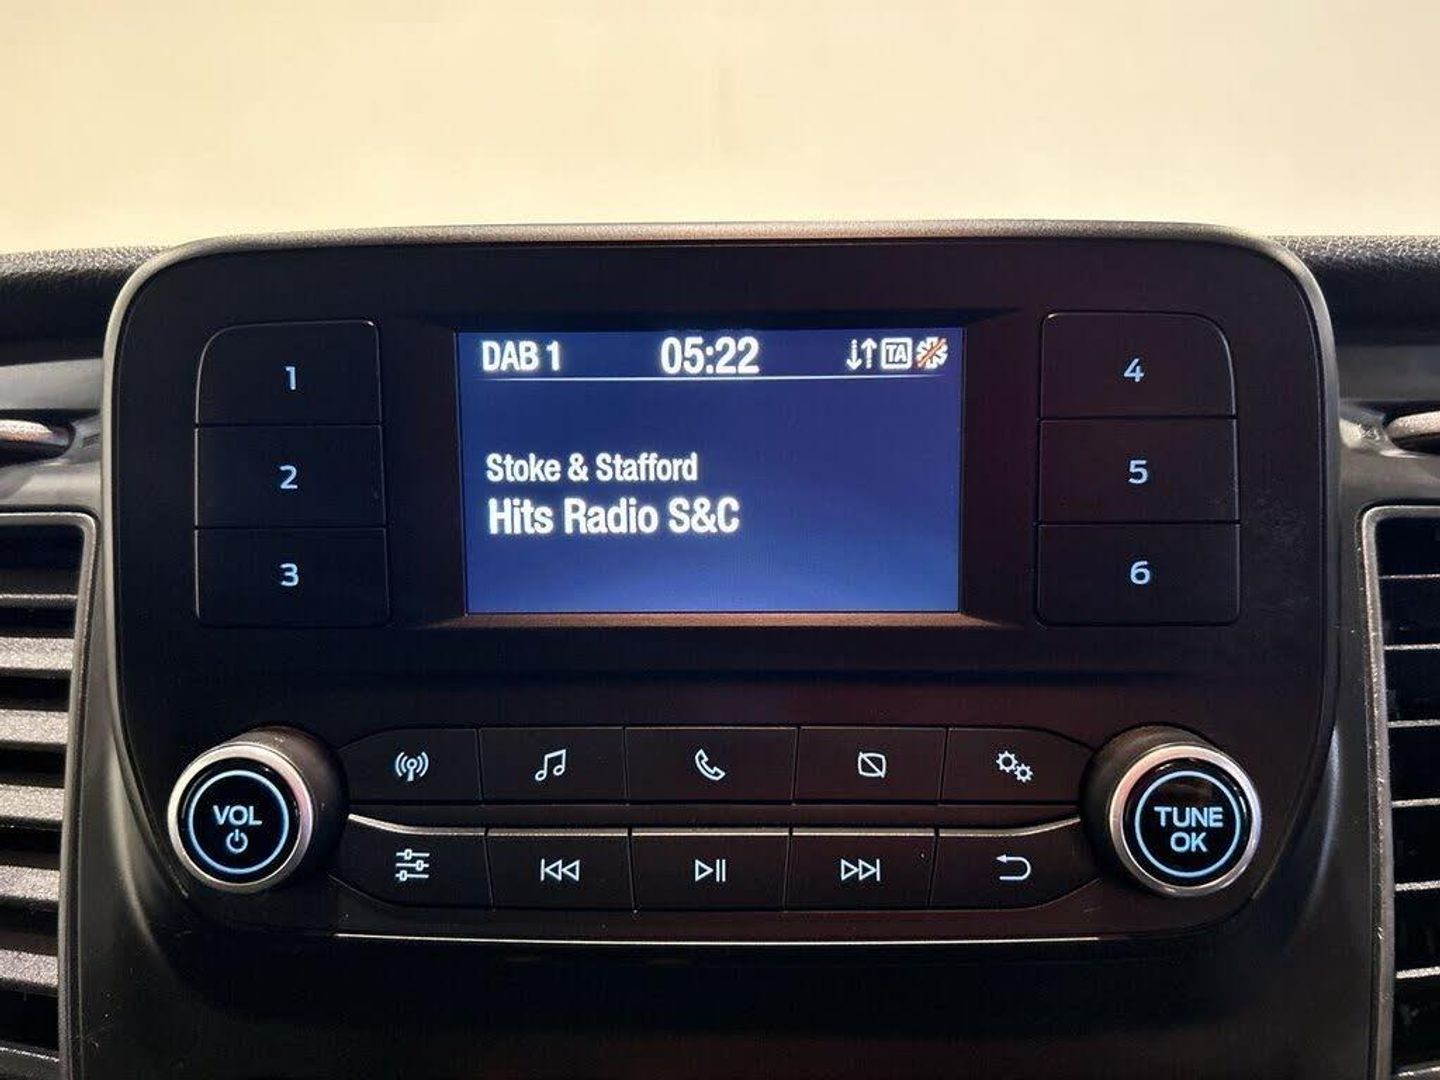 DAB 1 05:22 TA
Stoke & Stafford
Hits Radio S&C
1
2
3
4
5
6
VOL
TUNE
OK